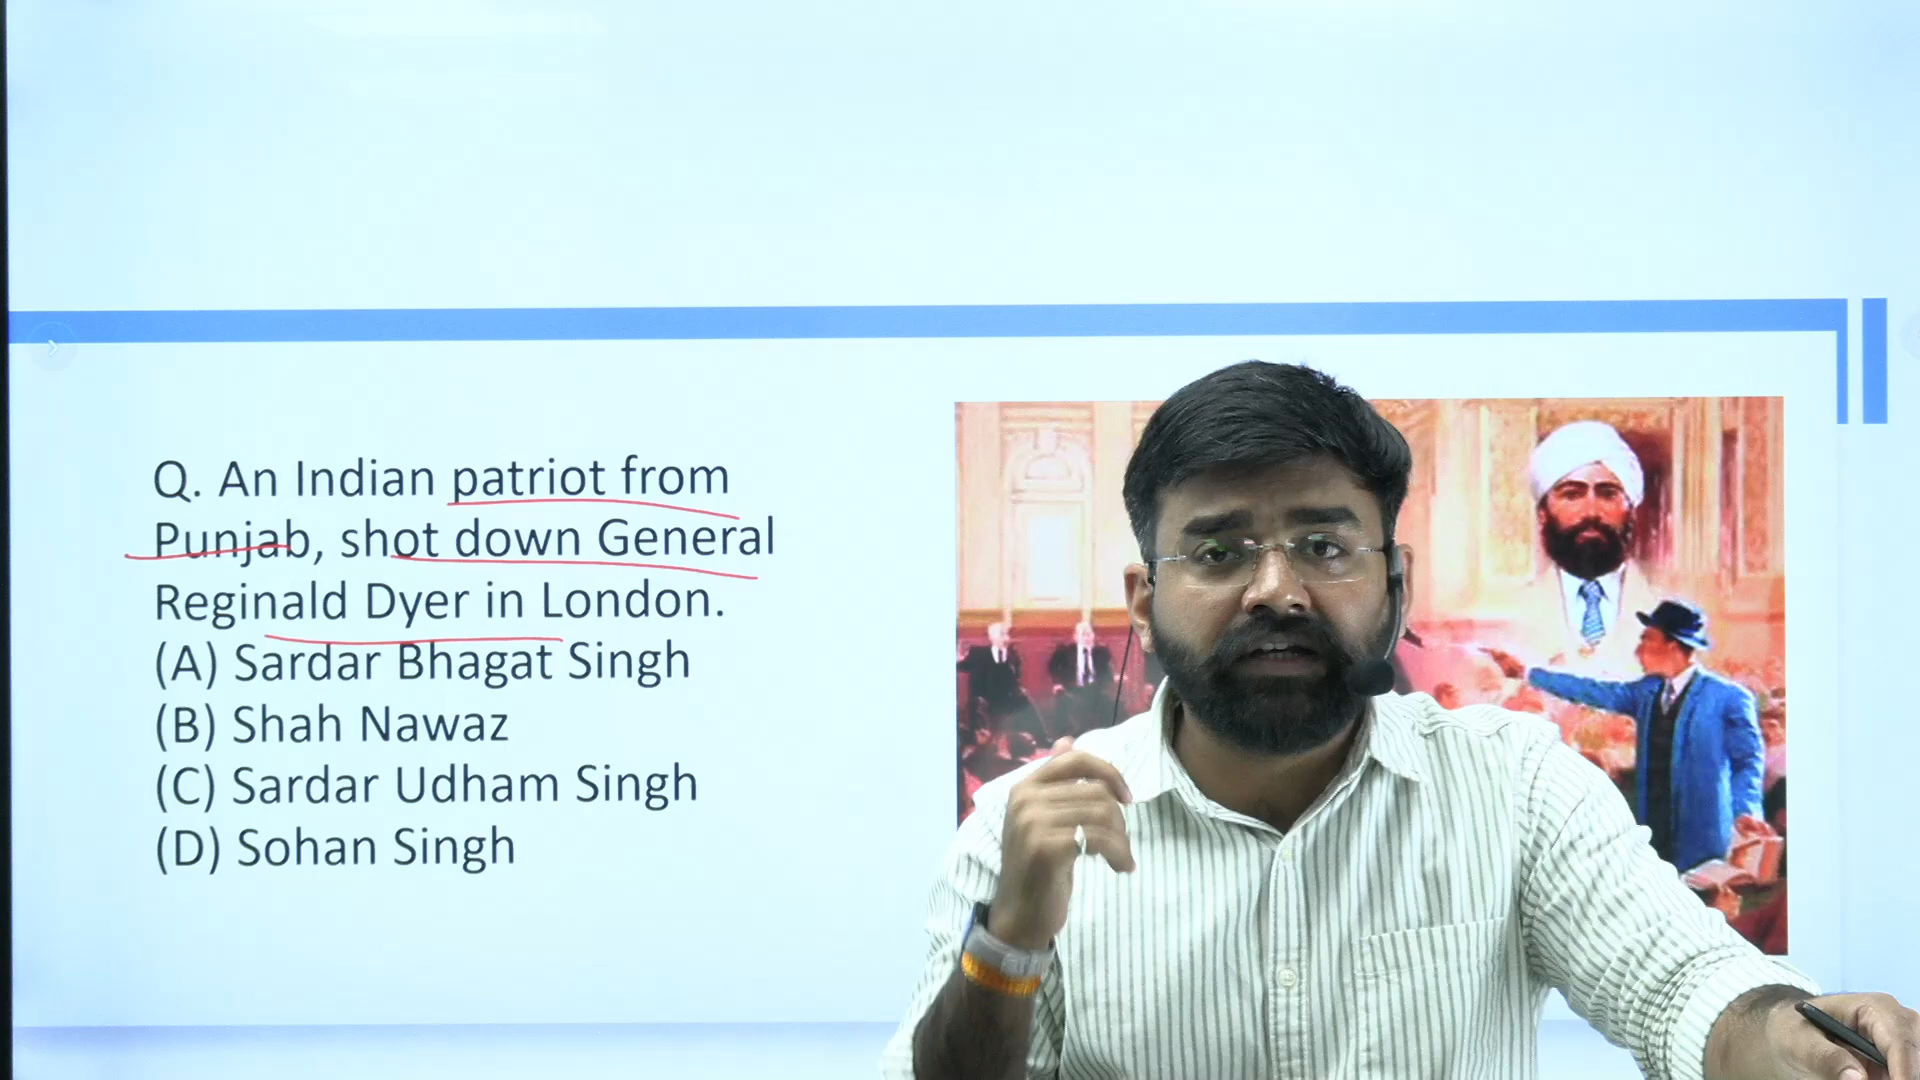 Q. An Indian patriot from
Punjab, shot down General
Reginald Dyer in London.
(A) Sardar Bhagat Singh
(B) Shah Nawaz
(C) Sardar Udham Singh
(D) Sohan Singh